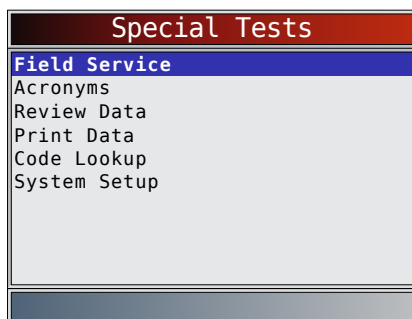 Special Tests
Field Service
Acronyms
Review Data
Print Data
Code Lookup
System Setup